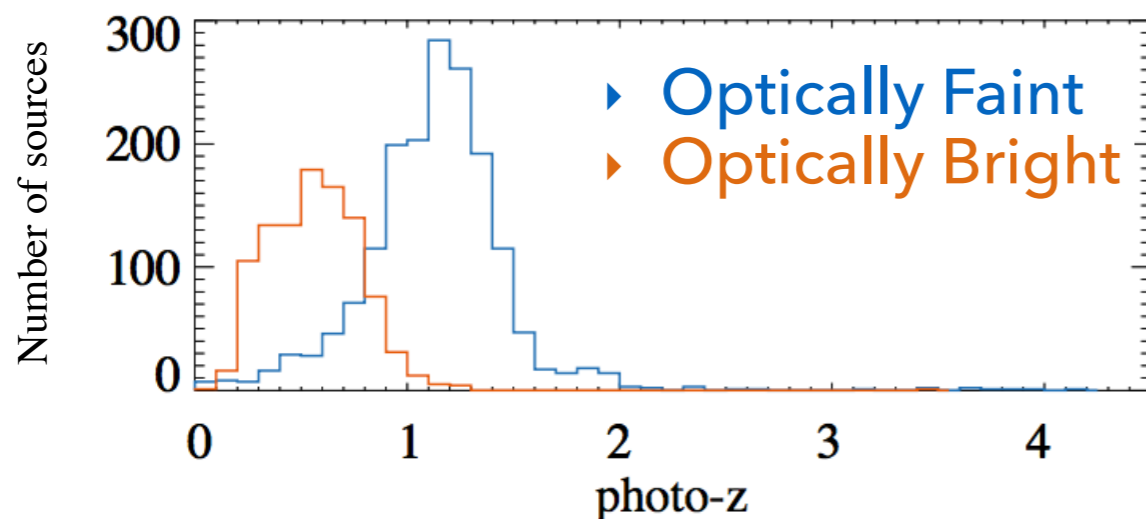 Number of sources
300
200
100
0
Optically Faint
Optically Bright
0 1 2 3 4
photo-z